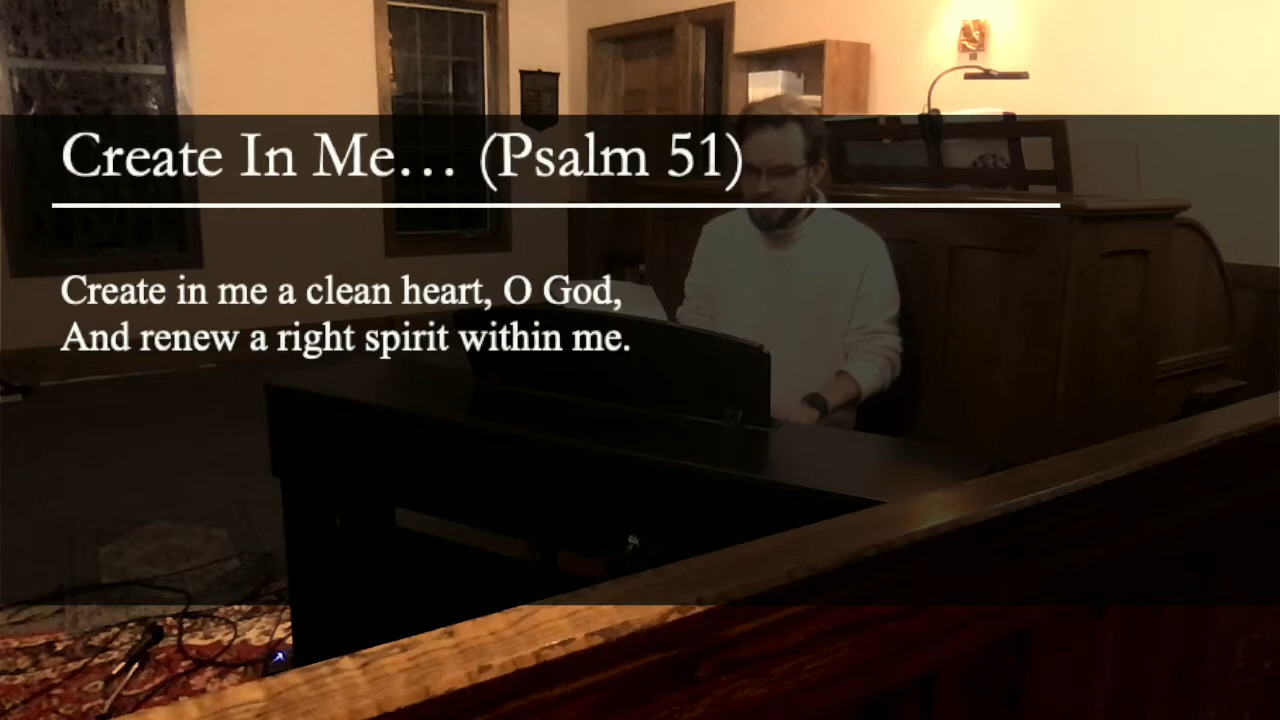 Create In Me… (Psalm 51)
Create in me a clean heart, O God,
And renew a right spirit within me.